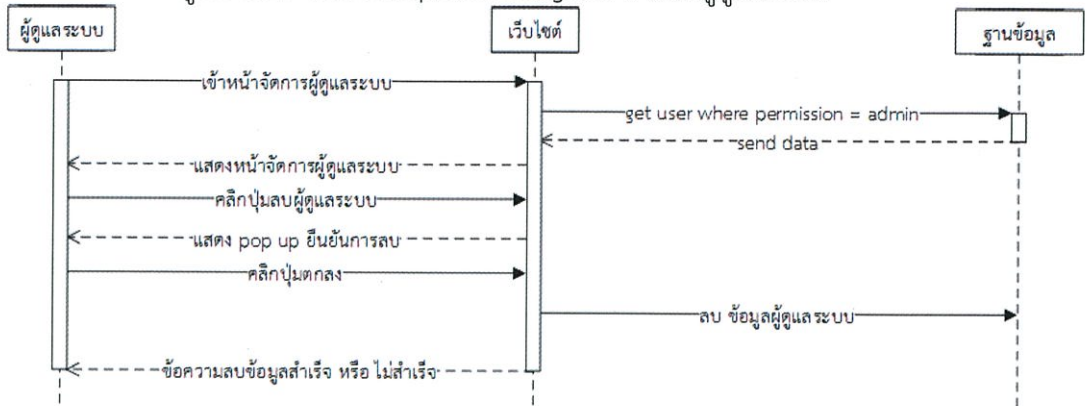 ผู้ดูแลระบบ
เว็บไซต์
ฐานข้อมูล
เข้าหน้าจัดการผู้ดูแลระบบ
get user where permission = admin
send data
แสดงหน้าจัดการผู้ดูแลระบบ
คลิกปุ่มลบผู้ดูแลระบบ
แสดง pop up ยืนยันการลบ
คลิกปุ่มตกลง
ลบ ข้อมูลผู้ดูแลระบบ
ข้อความลบข้อมูลสำเร็จ หรือ ไม่สำเร็จ